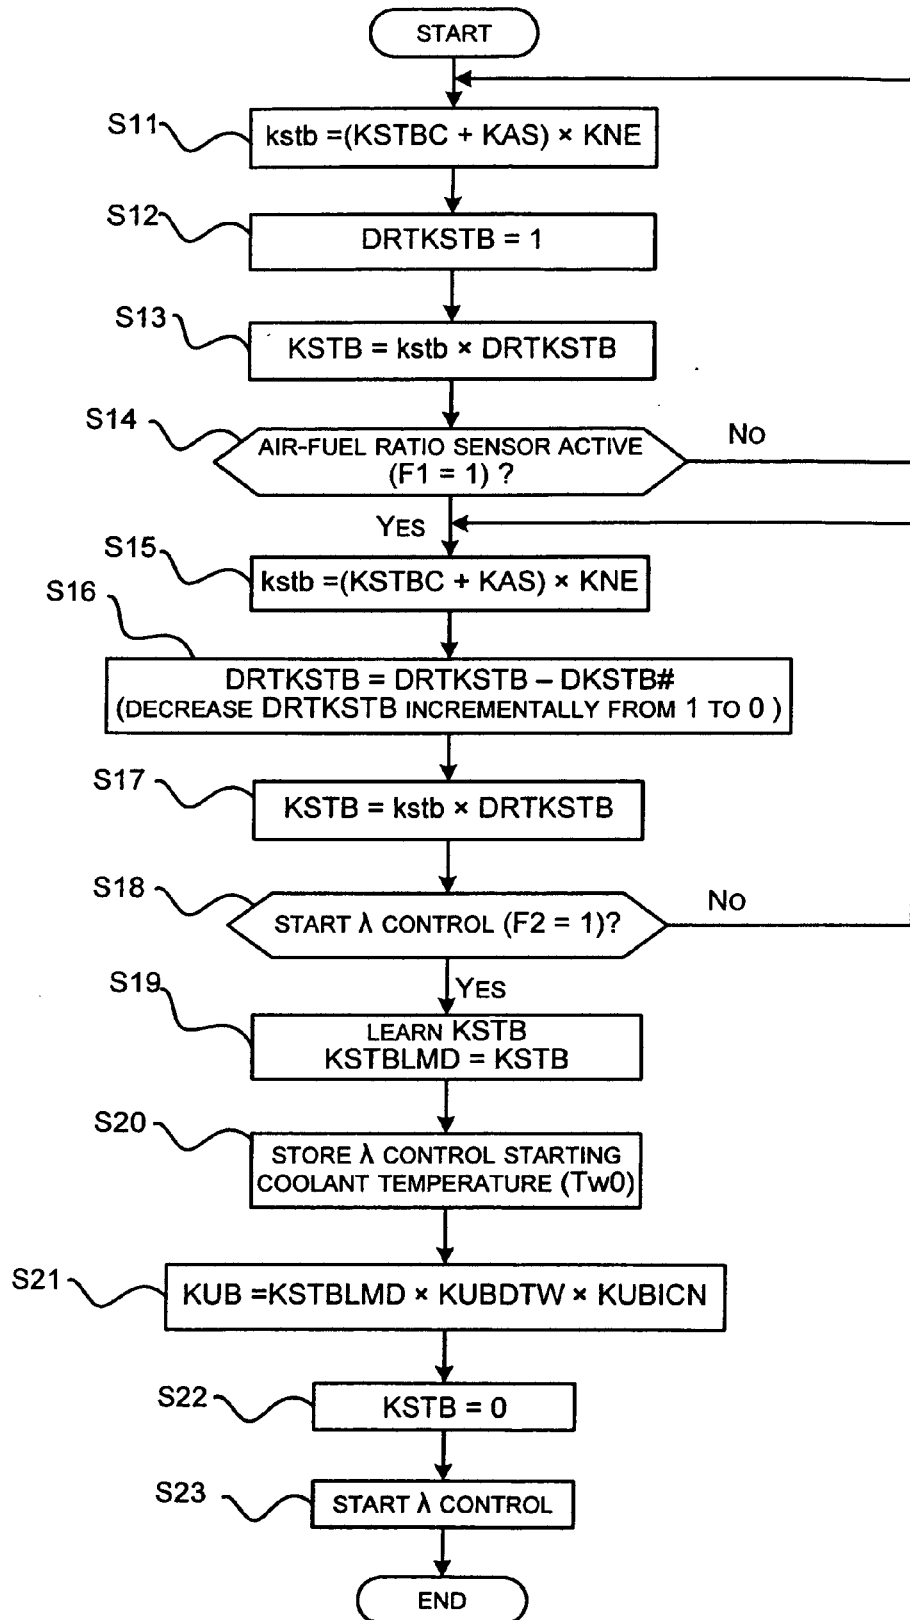 START
S11
kstb =(KSTBC + KAS) × KNE
S12
DRTKSTB = 1
S13
KSTB = kstb × DRTKSTB
S14
AIR-FUEL RATIO SENSOR ACTIVE
(F1 = 1) ?
NO
YES
S15
kstb =(KSTBC + KAS) × KNE
S16
DRTKSTB = DRTKSTB – DKSTB#
(DECREASE DRTKSTB INCREMENTALLY FROM 1 TO 0 )
S17
KSTB = kstb × DRTKSTB
S18
START λ CONTROL (F2 = 1)?
NO
YES
S19
LEARN KSTB
KSTBLMD = KSTB
S20
STORE λ CONTROL STARTING
COOLANT TEMPERATURE (Tw0)
S21
KUB =KSTBLMD × KUBDTW × KUBICN
S22
KSTB = 0
S23
START λ CONTROL
END